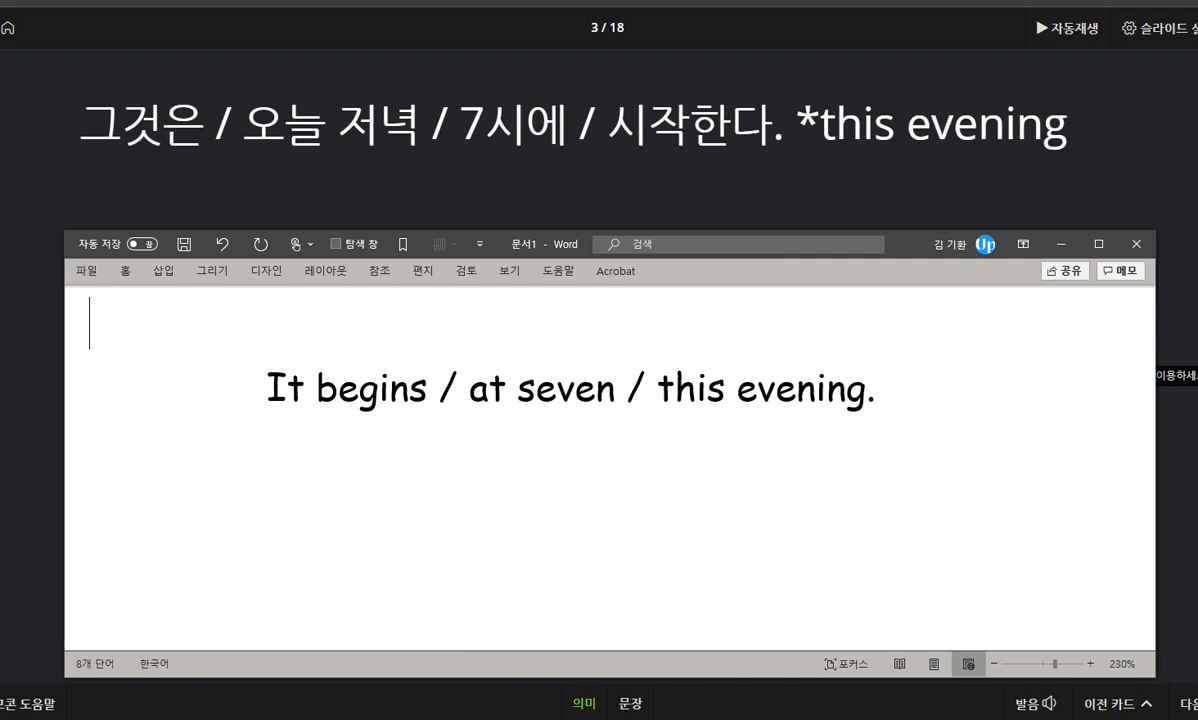 3 / 18
자동재생
슬라이드
그것은 / 오늘 저녁 / 7시에 / 시작한다. *this evening
자동 저장 끔 탐색 창 문서1 - Word 검색 김 기환 Up
파일 홈 삽입 그리기 디자인 레이아웃 참조 편지 검토 보기 도움말 Acrobat 공유 메모
It begins / at seven / this evening.
이용하세
8개 단어 한국어 포커스 230%
도움말 의미 문장 발음 이전 카드